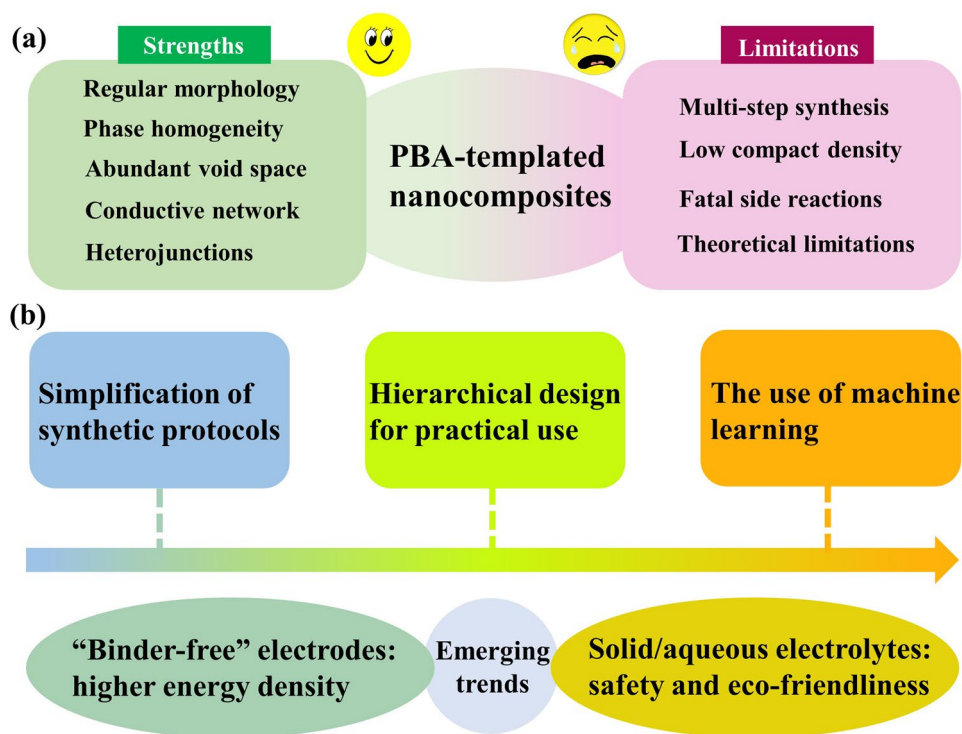 (a)
Strengths
Regular morphology
Phase homogeneity
Abundant void space
Conductive network
Heterojunctions
PBA-templated
nanocomposites
Limitations
Multi-step synthesis
Low compact density
Fatal side reactions
Theoretical limitations
(b)
Simplification of
synthetic protocols
Hierarchical design
for practical use
The use of machine
learning
“Binder-free” electrodes:
higher energy density
Emerging
trends
Solid/aqueous electrolytes:
safety and eco-friendliness